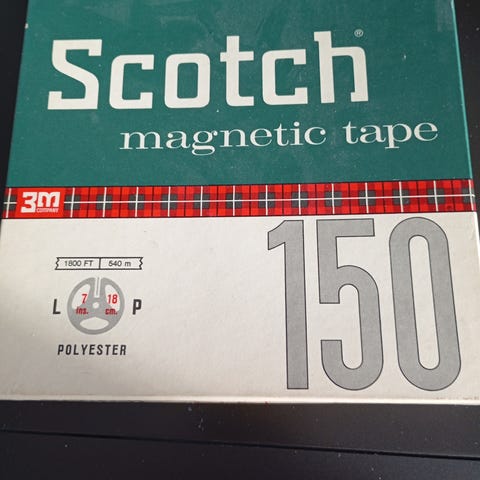 Scotch®
magnetic tape
3M
COMPANY
150
1800 FT 540 m
7 18
ins. cm.
L P
POLYESTER